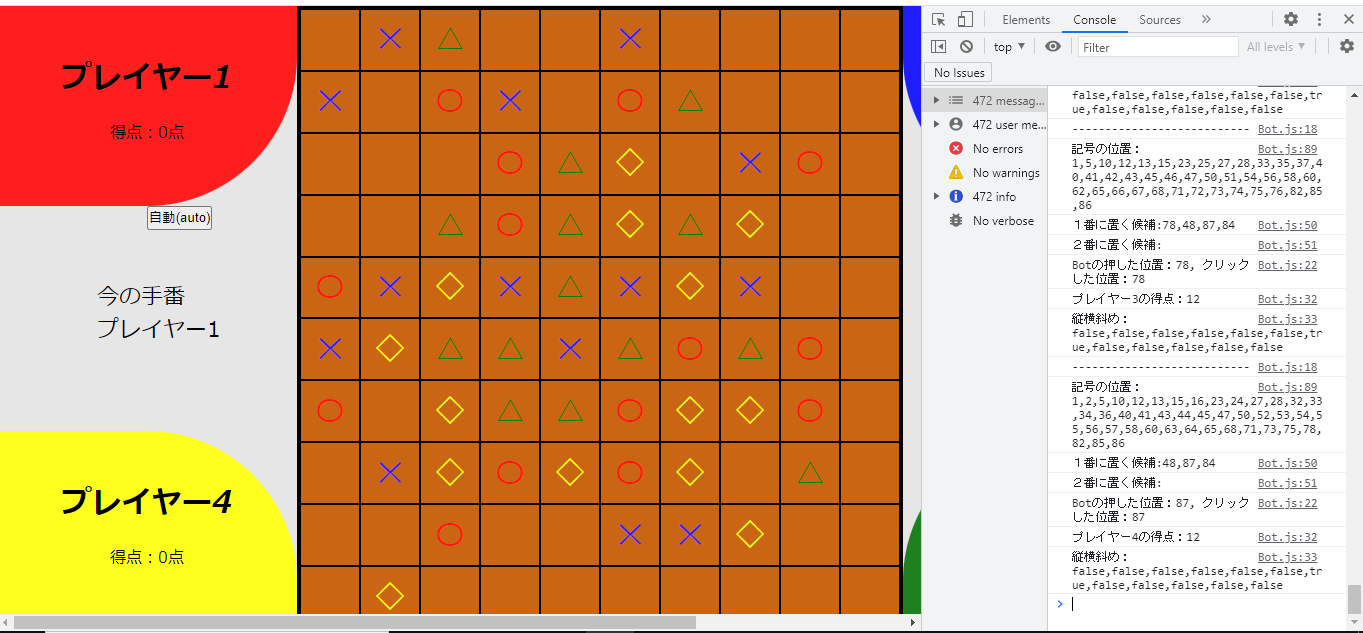 プレイヤー1
得点：0点
自動(auto)
今の手番
プレイヤー1
プレイヤー4
得点：0点
Elements Console Sources »
top ▼ Filter All levels ▼
No Issues
472 messag...
472 user me...
No errors
No warnings
472 info
No verbose
false,false,false,false,false,false,tr
ue,false,false,false,false,false
--------------------------- Bot.js:18
記号の位置： Bot.js:89
1,5,10,12,13,15,23,25,27,28,33,35,37,4
0,41,42,43,45,46,47,50,51,54,56,58,60,
62,65,66,67,68,71,72,73,74,75,76,82,85
,86
１番に置く候補:78,48,87,84 Bot.js:50
２番に置く候補: Bot.js:51
Botの押した位置：78, クリック Bot.js:22
した位置：78
プレイヤー3の得点：12 Bot.js:32
縦横斜め： Bot.js:33
false,false,false,false,false,false,tr
ue,false,false,false,false,false
--------------------------- Bot.js:18
記号の位置： Bot.js:89
1,2,5,10,12,13,15,16,23,24,27,28,32,33
,34,36,40,41,43,44,45,47,50,52,53,54,5
5,56,57,58,60,63,64,65,68,71,73,75,78,
82,85,86
１番に置く候補:48,87,84 Bot.js:50
２番に置く候補: Bot.js:51
Botの押した位置：87, クリック Bot.js:22
した位置：87
プレイヤー4の得点：12 Bot.js:32
縦横斜め： Bot.js:33
false,false,false,false,false,false,tr
ue,false,false,false,false,false